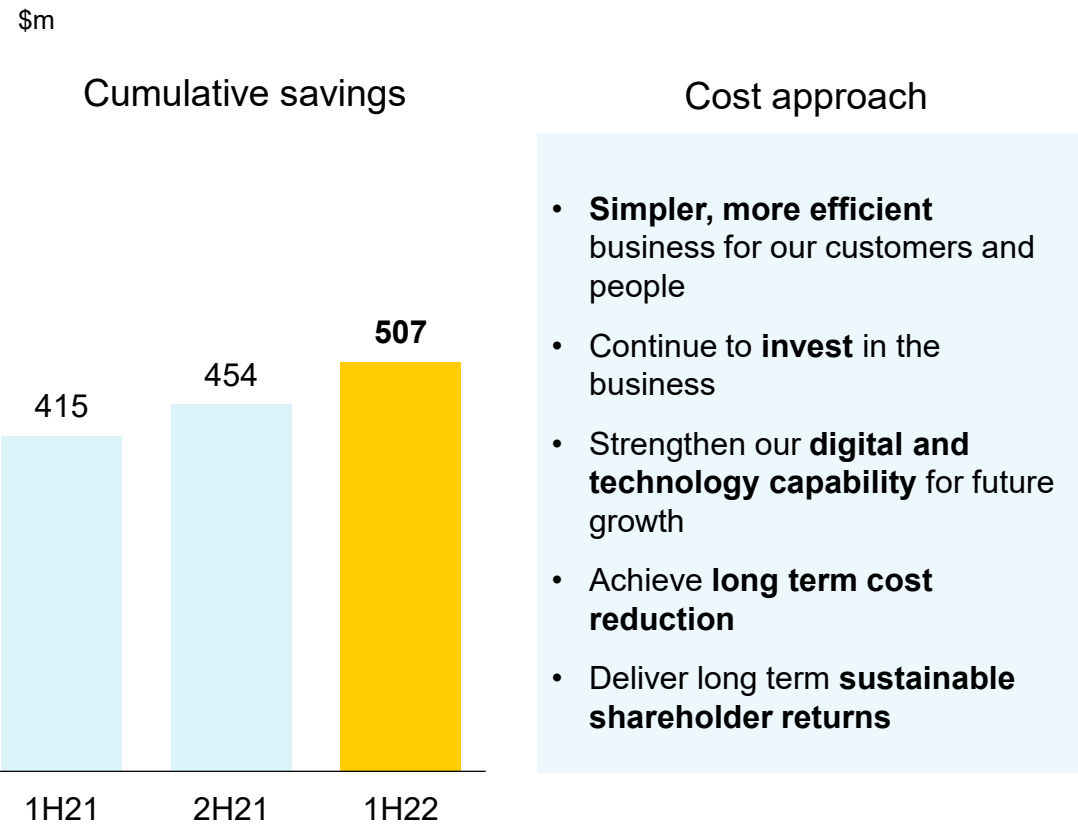 $m
Cumulative savings
507
454
415
1H21
2H21
1H22
Cost approach
• Simpler, more efficient
business for our customers and
people
• Continue to invest in the
business
• Strengthen our digital and
technology capability for future
growth
• Achieve long term cost
reduction
• Deliver long term sustainable
shareholder returns